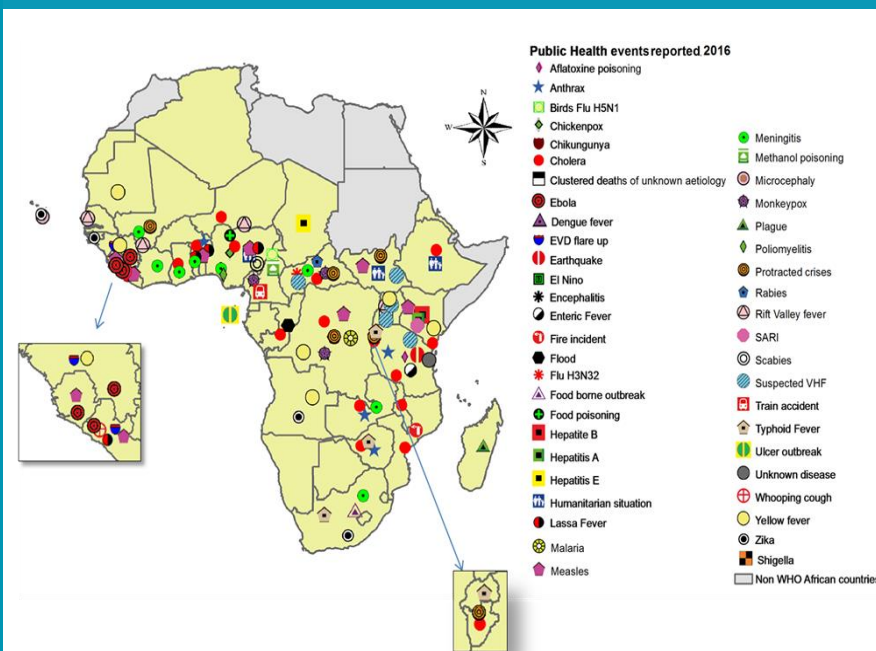 Public Health events reported, 2016
Aflatoxine poisoning
Anthrax
Birds Flu H5N1
Chickenpox
Chikungunya
Cholera
Clustered deaths of unknown aetiology
Ebola
Dengue fever
EVD flare up
Earthquake
El Nino
Encephalitis
Enteric Fever
Fire incident
Flood
Flu H3N32
Food borne outbreak
Food poisoning
Hepatite B
Hepatitis A
Hepatitis E
Humanitarian situation
Lassa Fever
Malaria
Measles
Meningitis
Methanol poisoning
Microcephaly
Monkeypox
Plague
Poliomyelitis
Protracted crises
Rabies
Rift Valley fever
SARI
Scabies
Suspected VHF
Train accident
Typhoid Fever
Ulcer outbreak
Unknown disease
Whooping cough
Yellow fever
Zika
Shigella
Non WHO African countries
N
W
E
S